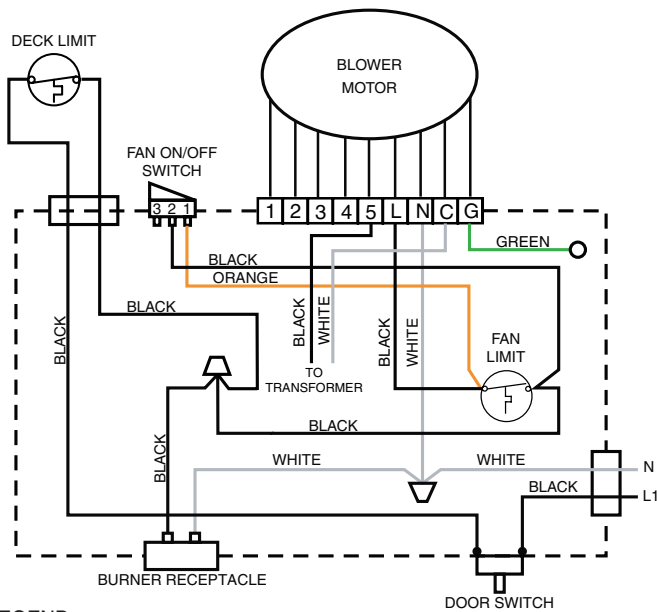 DECK LIMIT
BLOWER
MOTOR
FAN ON/OFF
SWITCH
3 2 1
1 2 3 4 5 L N C G
GREEN
BLACK
ORANGE
BLACK
BLACK
BLACK
WHITE
BLACK
WHITE
FAN
LIMIT
TO
TRANSFORMER
BLACK
BLACK
WHITE
WHITE
N
BLACK
L1
BURNER RECEPTACLE
DOOR SWITCH